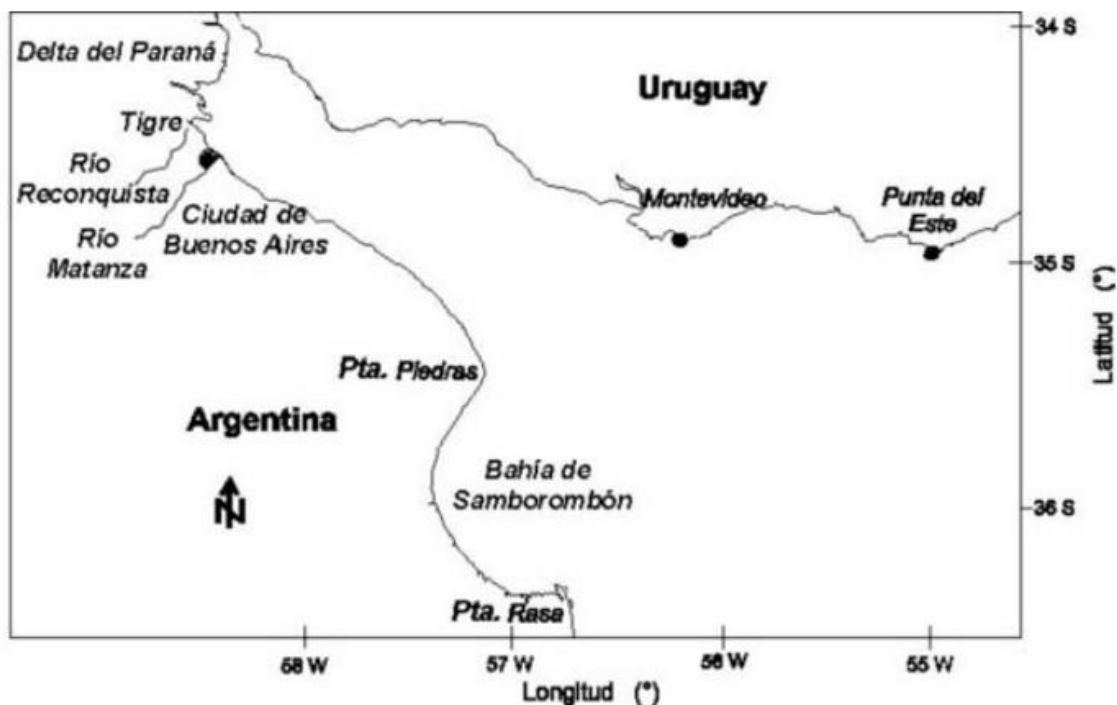 34 S
Delta del Paraná
Uruguay
Tigre
Río
Reconquista
Montevideo
Punta del
Este
Ciudad de
Buenos Aires
Río
Matanza
35 S
Latitud (°)
Pta. Piedras
Argentina
Bahía de
Samborombón
N
36 S
Pta. Rasa
58 W
57 W
56 W
55 W
Longitud (°)